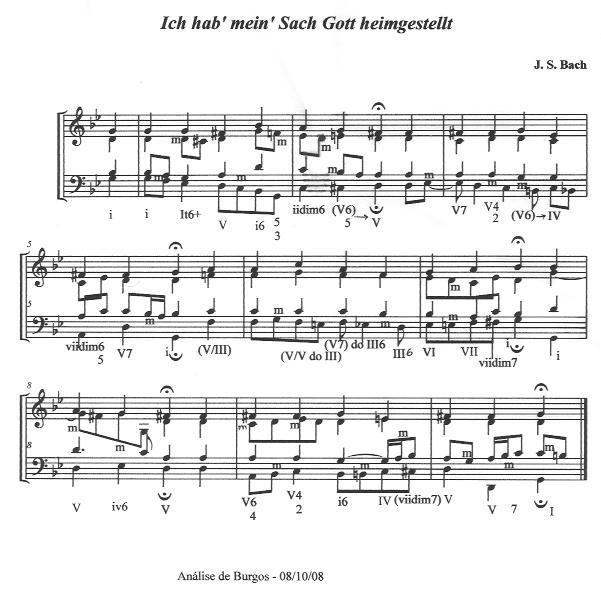 Ich hab' mein' Sach Gott heimgestellt
J. S. Bach
m m m m m
i i It6+ V i6 5 3 iidim6 (V6) 5 → V V7 V4 2 (V6) → IV
5
m m m m m m
5
viidim6 5 V7 i (V/III) (V/V do III) (V7) do III6 III6 VI VII viidim7 i i
8
m m m m
8
V iv6 V V6 4 V4 2 i6 IV (viidim7) V V 7 I
Análise de Burgos - 08/10/08